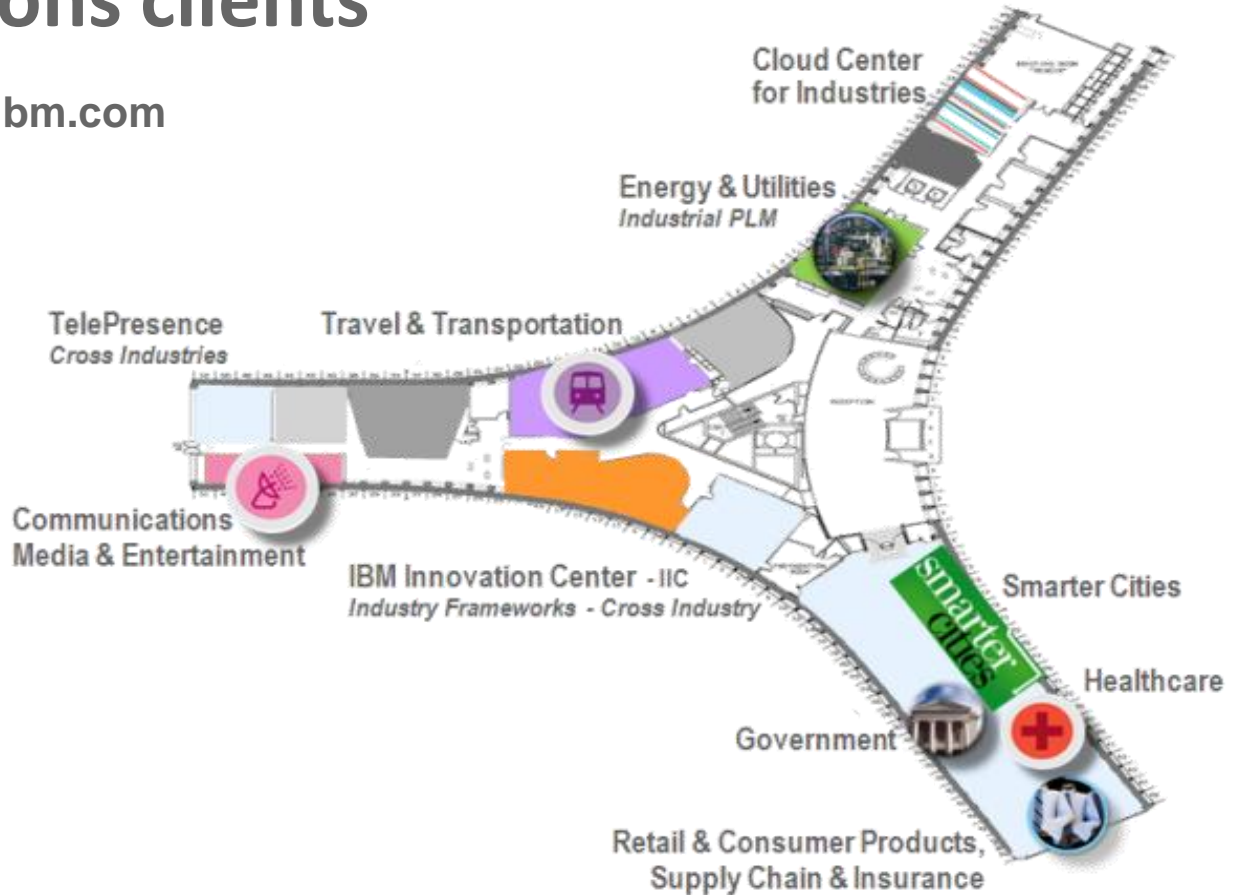 ons clients
bm.com
Cloud Center
for Industries
Energy & Utilities
Industrial PLM
TelePresence
Cross Industries
Travel & Transportation
RECEPTION
Communications
Media & Entertainment
IBM Innovation Center - IIC
Industry Frameworks - Cross Industry
smarter
cities
Smarter Cities
Healthcare
Government
Retail & Consumer Products,
Supply Chain & Insurance